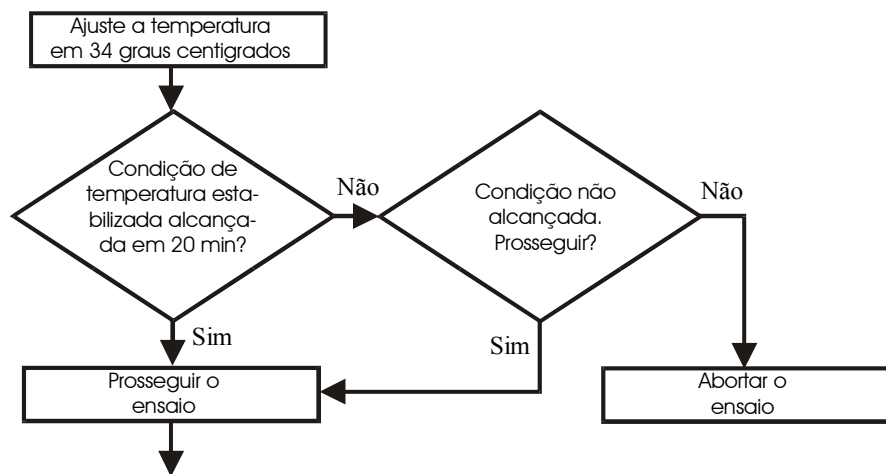 Ajuste a temperatura
em 34 graus centigrados
Condição de
temperatura esta-
bilizada alcança-
da em 20 min?
Não
Condição não
alcançada.
Prosseguir?
Não
Sim
Sim
Prosseguir o
ensaio
Abortar o
ensaio